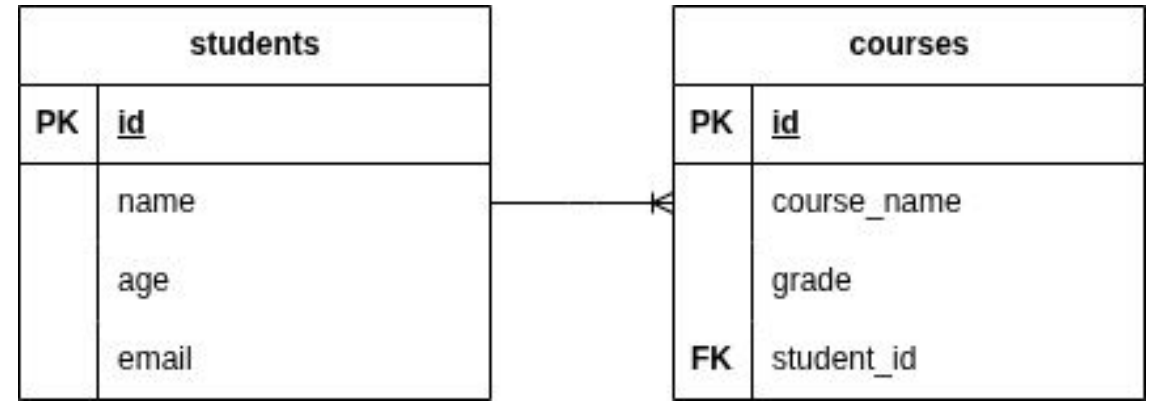 students
PK id
name
age
email
courses
PK id
course_name
grade
FK student_id